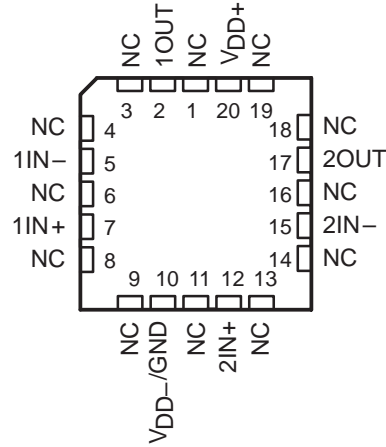 NC
1OUT
NC
VDD+
NC
3 2 1 20 19
NC 4
1IN– 5
NC 6
1IN+ 7
NC 8
18 NC
17 2OUT
16 NC
15 2IN–
14 NC
9 10 11 12 13
NC
VDD–/GND
NC
2IN+
NC